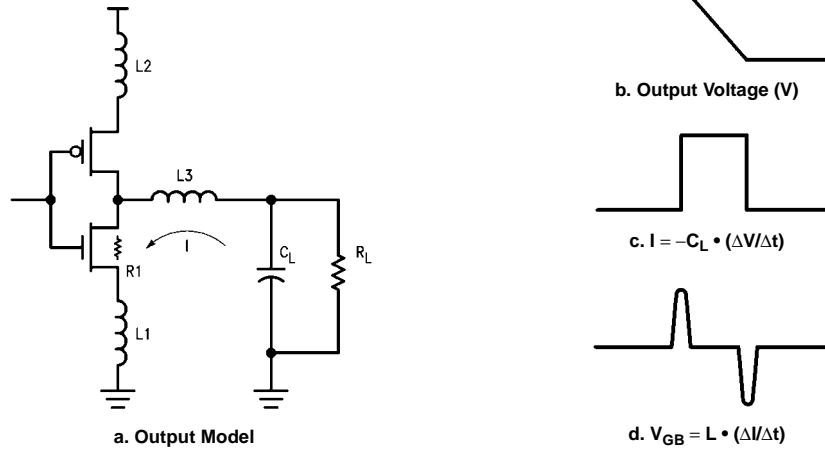 L2
L3
I
C_L
R_L
R1
L1
a. Output Model
b. Output Voltage (V)
c. I = −C_L • (ΔV/Δt)
d. V_GB = L • (ΔI/Δt)